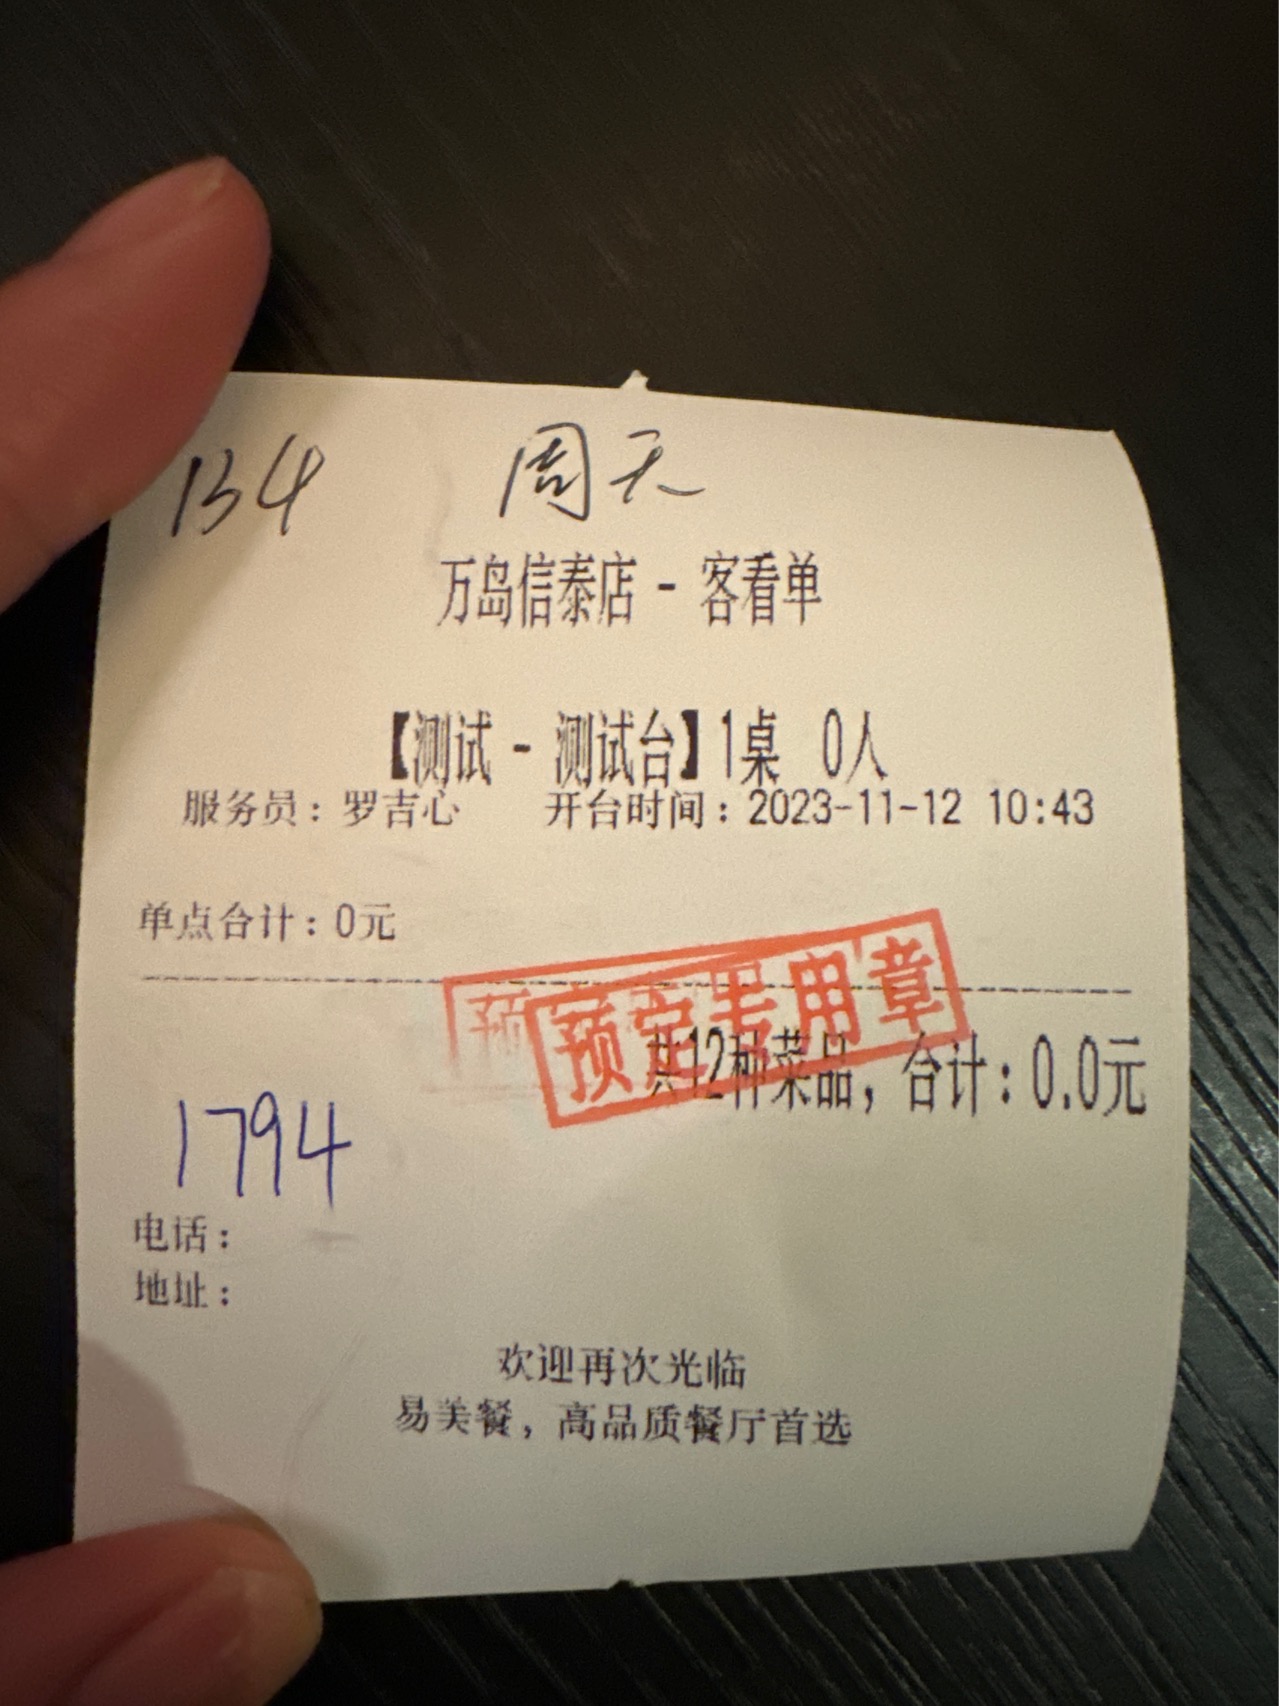 B4 周天
万岛信泰店 - 客看单
【测试 - 测试台】1桌 0人
服务员：罗吉心 开台时间：2023-11-12 10:43
单点合计：0元
预定专用章
共12种菜品，合计：0.0元
1794
电话：
地址：
欢迎再次光临
易美餐，高品质餐厅首选